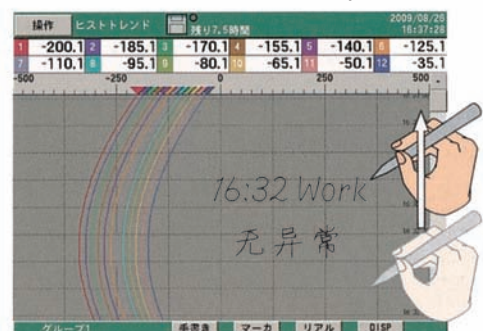 操作 ヒストトレンド 残り7.5時間 2009/08/26 16:37:28
1 -200.1 2 -185.1 3 -170.1 4 -155.1 5 -140.1 6 -125.1
7 -110.1 8 -95.1 9 -80.1 10 -65.1 11 -50.1 12 -35.1
-500 -250 0 250 500
16:32 Work
无异常
グループ1 手書き マーカ リアル DISP